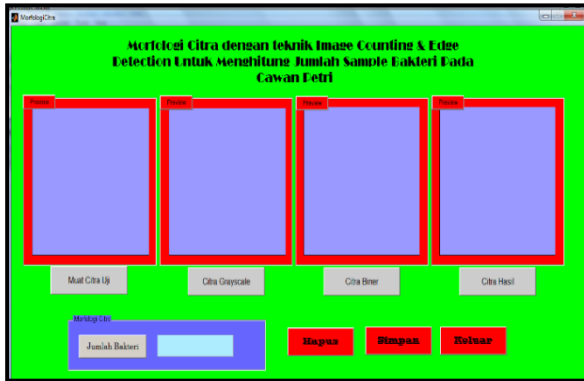 MorfologiCitra
Morfologi Citra dengan teknik Image Counting & Edge
Detection Untuk Menghitung Jumlah Sample Bakteri Pada
Cawan Petri
Preview
Preview
Preview
Preview
Muat Citra Uji
Citra Grayscale
Citra Biner
Citra Hasil
Morfologi Citra
Jumlah Bakteri
Hapus
Simpan
Keluar